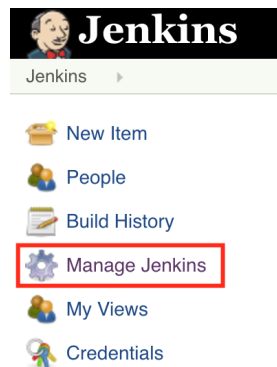 Jenkins
Jenkins
New Item
People
Build History
Manage Jenkins
My Views
Credentials